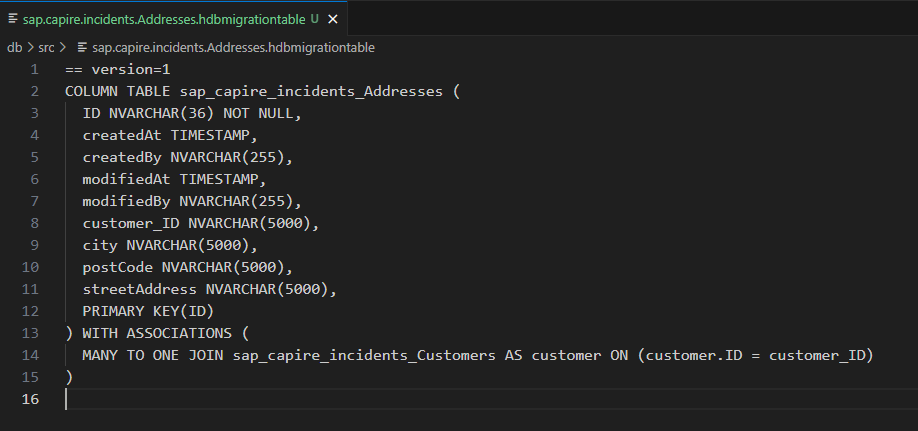 sap.capire.incidents.Addresses.hdbmigrationtable U
db > src > sap.capire.incidents.Addresses.hdbmigrationtable
1 == version=1
2 COLUMN TABLE sap_capire_incidents_Addresses (
3   ID NVARCHAR(36) NOT NULL,
4   createdAt TIMESTAMP,
5   createdBy NVARCHAR(255),
6   modifiedAt TIMESTAMP,
7   modifiedBy NVARCHAR(255),
8   customer_ID NVARCHAR(5000),
9   city NVARCHAR(5000),
10   postCode NVARCHAR(5000),
11   streetAddress NVARCHAR(5000),
12   PRIMARY KEY(ID)
13 ) WITH ASSOCIATIONS (
14   MANY TO ONE JOIN sap_capire_incidents_Customers AS customer ON (customer.ID = customer_ID)
15 )
16